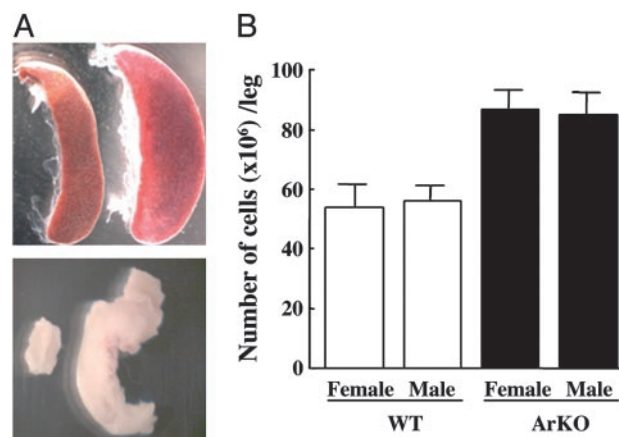 A
B
Number of cells (x10⁶) /leg
100
80
60
40
20
0
Female Male Female Male
WT ArKO